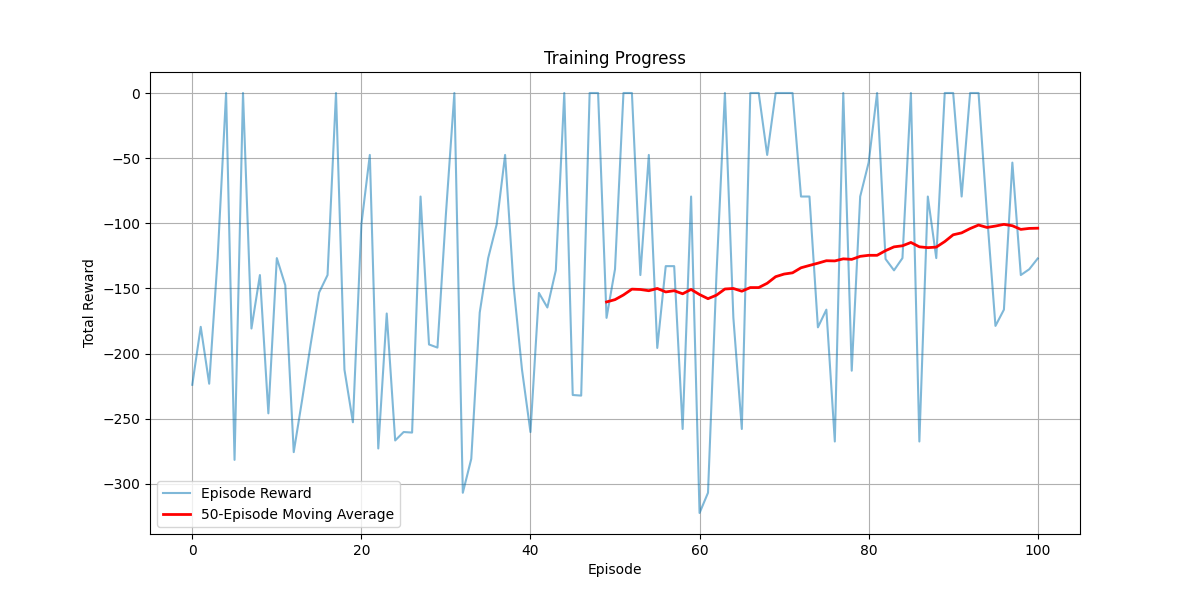 Training Progress
Total Reward
0
−50
−100
−150
−200
−250
−300
Episode Reward
50-Episode Moving Average
0
20
40
60
80
100
Episode